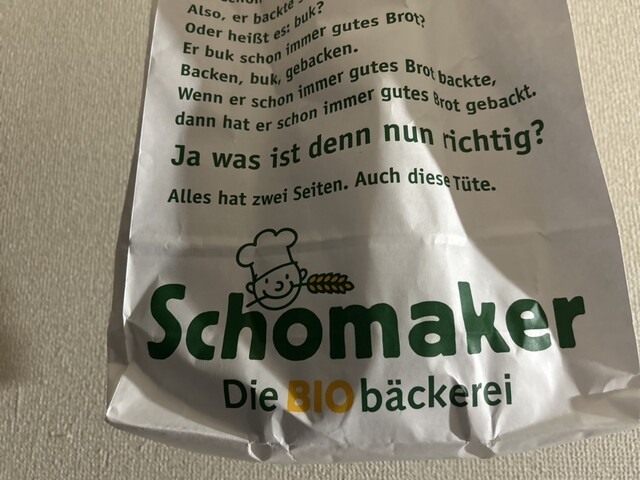 schon
Also, er backte
Oder heißt es: buk?
Er buk schon immer gutes Brot?
Backen, buk, gebacken.
Wenn er schon immer gutes Brot backte,
dann hat er schon immer gutes Brot gebackt.
Ja was ist denn nun richtig?
Alles hat zwei Seiten. Auch diese Tüte.
Schomaker
Die BIObäckerei